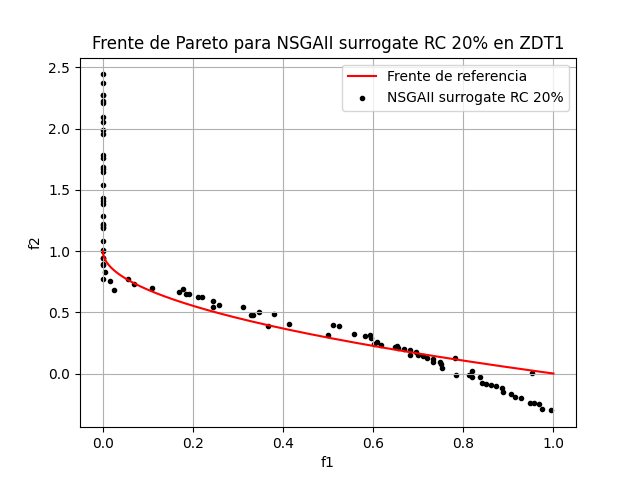 Frente de Pareto para NSGAII surrogate RC 20% en ZDT1
Frente de referencia
NSGAII surrogate RC 20%
2.5
2.0
1.5
1.0
0.5
0.0
f2
0.0 0.2 0.4 0.6 0.8 1.0
f1